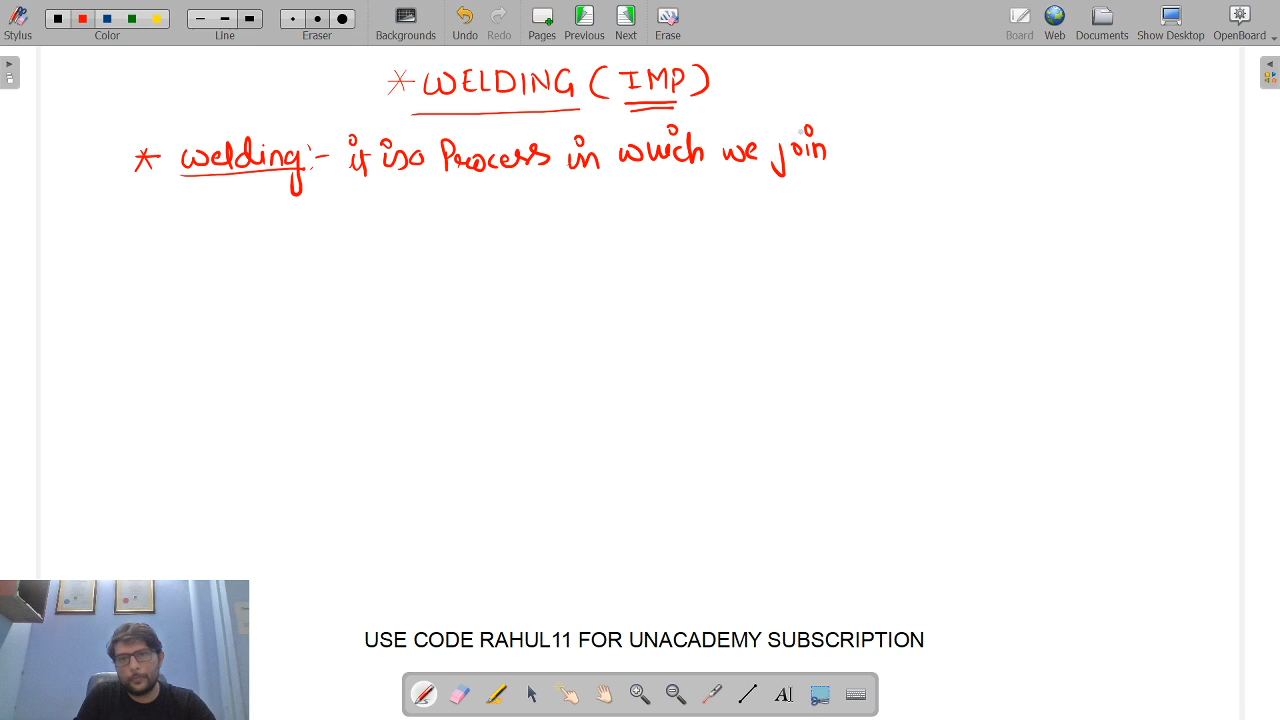 Stylus Color Line Eraser Backgrounds Undo Redo Pages Previous Next Erase Board Web Documents Show Desktop OpenBoard
* WELDING (IMP)
* welding:- it is a Process in which we join
USE CODE RAHUL11 FOR UNACADEMY SUBSCRIPTION